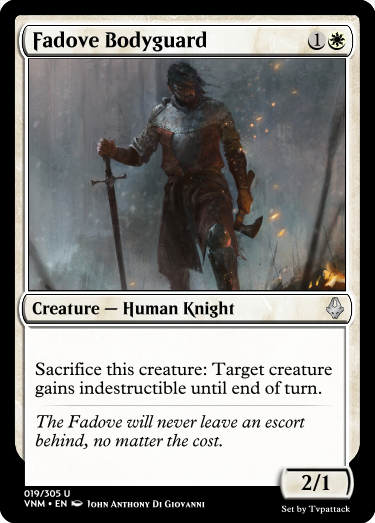 Fadove Bodyguard 1
Creature — Human Knight
Sacrifice this creature: Target creature
gains indestructible until end of turn.
The Fadove will never leave an escort
behind, no matter the cost.
2/1
019/305 U
VNM • EN John Anthony Di Giovanni
Set by Tvpattack